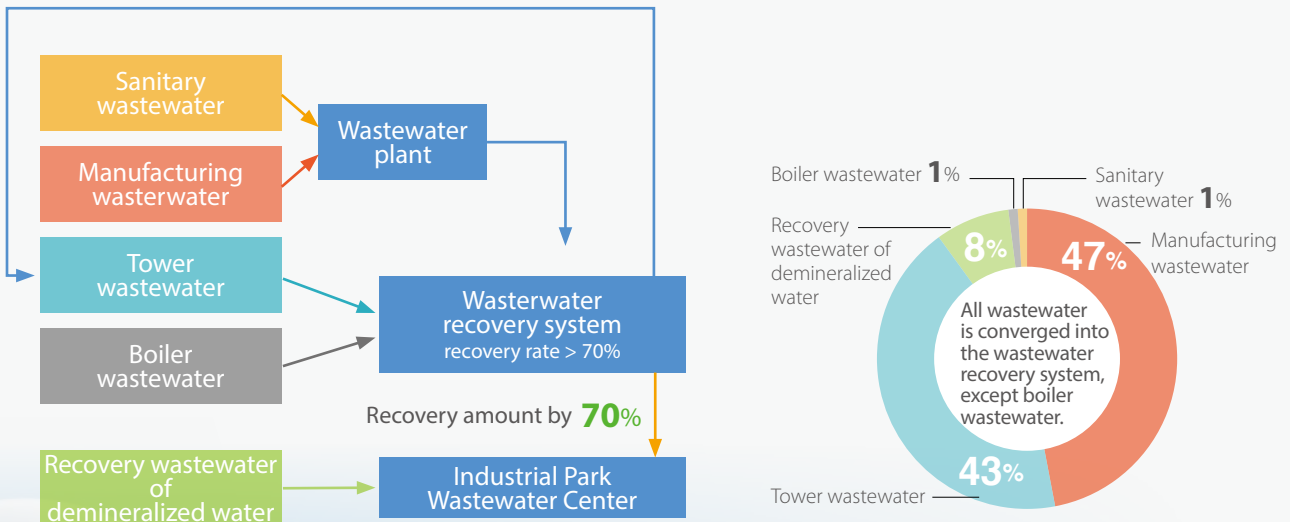 Sanitary
wastewater
Manufacturing
wasterwater
Tower
wastewater
Boiler
wastewater
Recovery wastewater
of
demineralized water
Wastewater
plant
Wasterwater
recovery system
recovery rate > 70%
Recovery amount by 70%
Industrial Park
Wastewater Center
Boiler wastewater 1%
Sanitary
wastewater 1%
Recovery
wastewater of
demineralized
water
8%
47%
Manufacturing
wastewater
All wastewater
is converged into
the wastewater
recovery system,
except boiler
wastewater.
43%
Tower wastewater